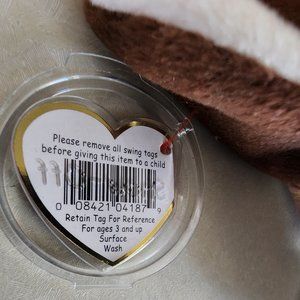 Please remove all swing tags
before giving this item to a child
0 08421 04187 9
Retain Tag For Reference
For ages 3 and up
Surface
Wash